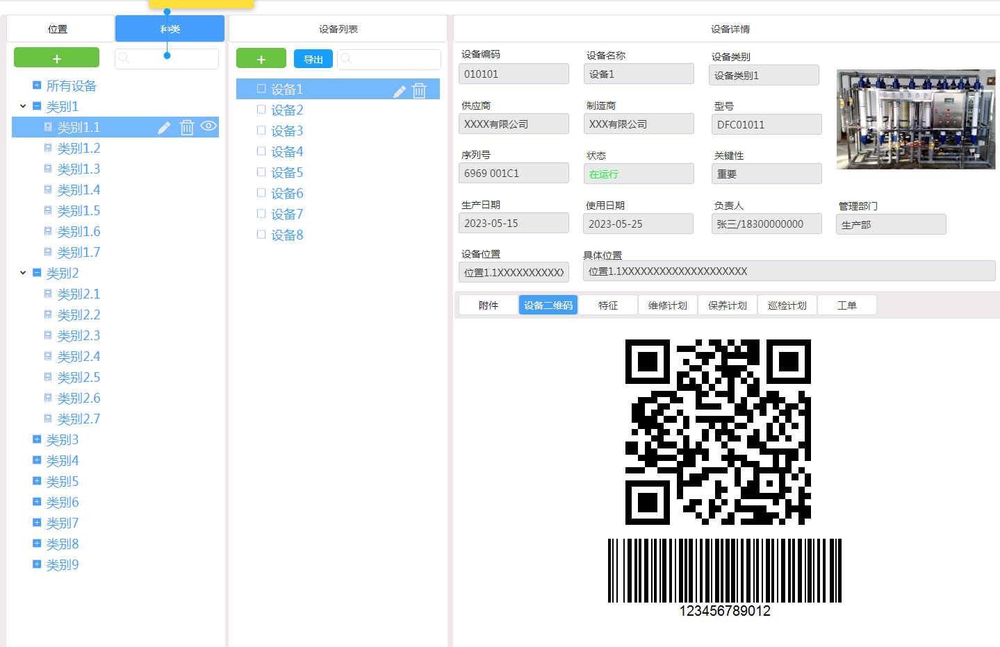 位置
种类
设备列表
设备详情
+
+
导出
所有设备
类别1
类别1.1
类别1.2
类别1.3
类别1.4
类别1.5
类别1.6
类别1.7
类别2
类别2.1
类别2.2
类别2.3
类别2.4
类别2.5
类别2.6
类别2.7
类别3
类别4
类别5
类别6
类别7
类别8
类别9
设备1
设备2
设备3
设备4
设备5
设备6
设备7
设备8
设备编码
设备名称
设备类别
010101
设备1
设备类别1
供应商
制造商
型号
XXXX有限公司
XXX有限公司
DFC01011
序列号
状态
关键性
6969 001C1
在运行
重要
生产日期
使用日期
负责人
管理部门
2023-05-15
2023-05-25
张三/18300000000
生产部
设备位置
具体位置
位置1.1XXXXXXXXXXX
位置1.1XXXXXXXXXXXXXXXXXXXX
附件
设备二维码
特征
维修计划
保养计划
巡检计划
工单
123456789012